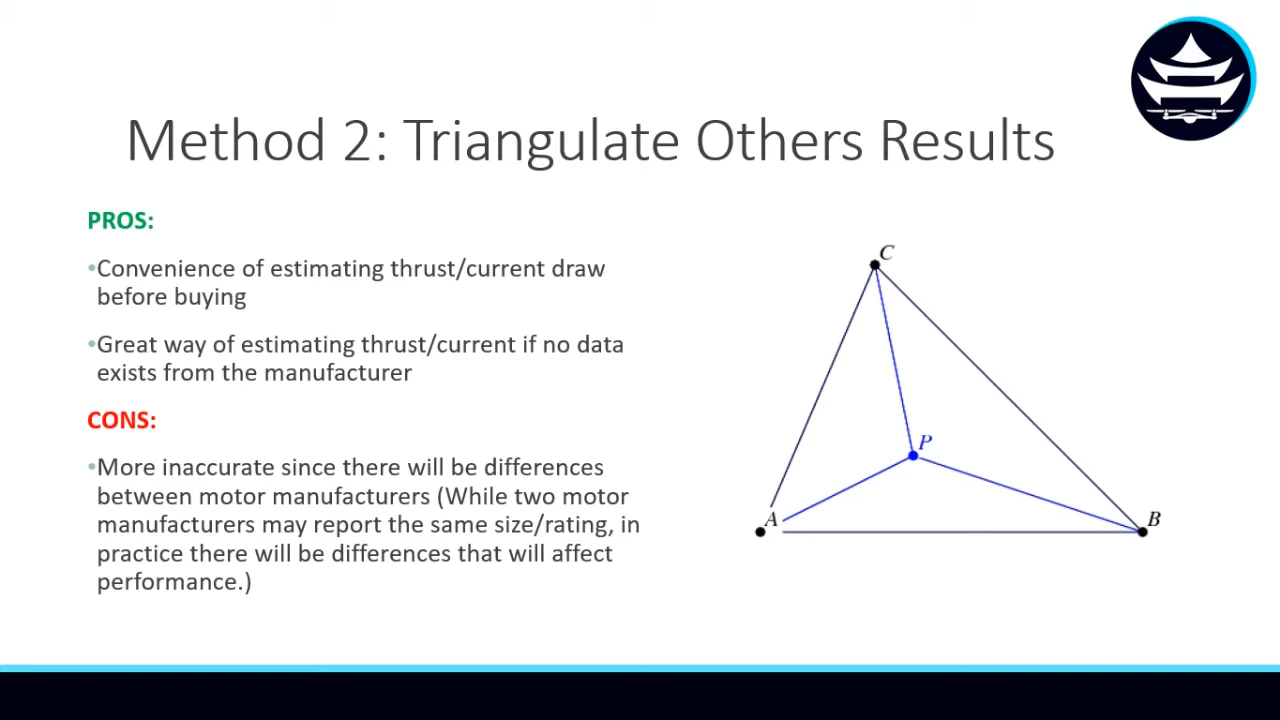 Method 2: Triangulate Others Results
PROS:
•Convenience of estimating thrust/current draw
before buying
•Great way of estimating thrust/current if no data
exists from the manufacturer
CONS:
•More inaccurate since there will be differences
between motor manufacturers (While two motor
manufacturers may report the same size/rating, in
practice there will be differences that will affect
performance.)
C
P
A
B